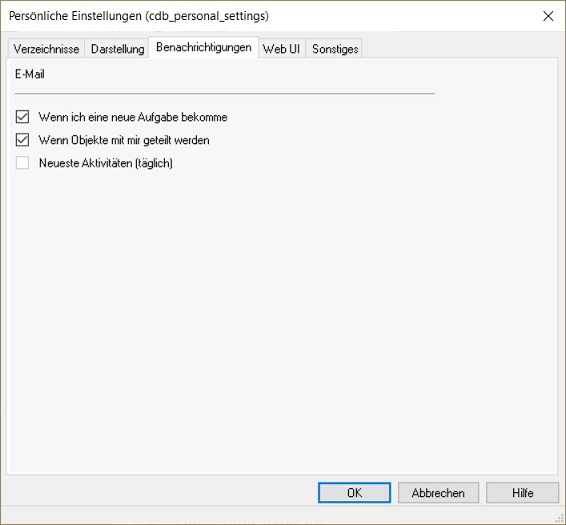 Persönliche Einstellungen (cdb_personal_settings)
Verzeichnisse Darstellung Benachrichtigungen Web UI Sonstiges
E-Mail
Wenn ich eine neue Aufgabe bekomme
Wenn Objekte mit mir geteilt werden
Neueste Aktivitäten (täglich)
OK Abbrechen Hilfe